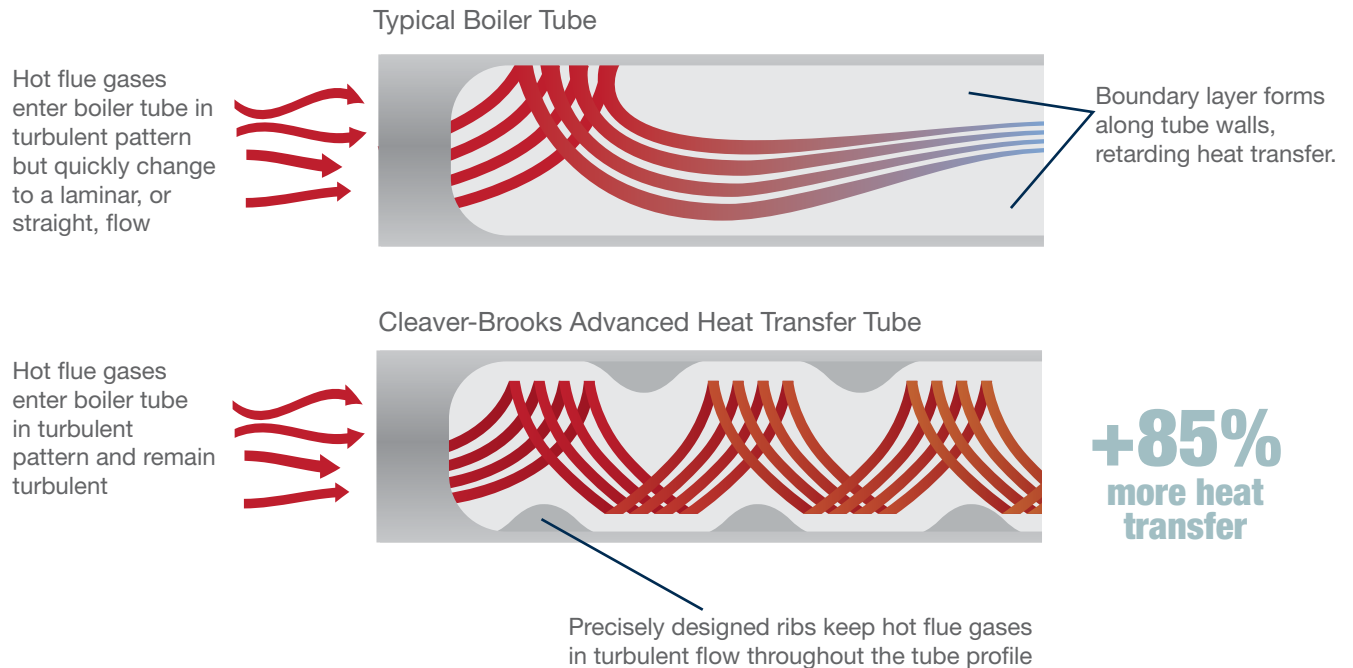 Typical Boiler Tube
Hot flue gases
enter boiler tube in
turbulent pattern
but quickly change
to a laminar, or
straight, flow
Boundary layer forms
along tube walls,
retarding heat transfer.
Cleaver-Brooks Advanced Heat Transfer Tube
Hot flue gases
enter boiler tube
in turbulent
pattern and remain
turbulent
+85%
more heat
transfer
Precisely designed ribs keep hot flue gases
in turbulent flow throughout the tube profile